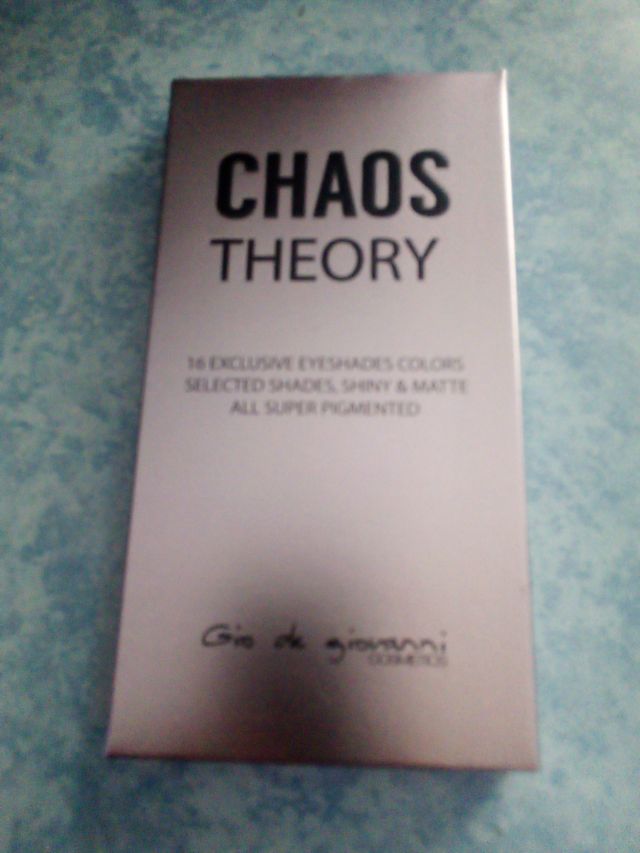 CHAOS
THEORY
16 EXCLUSIVE EYESHADES COLORS
SELECTED SHADES, SHINY & MATTE
ALL SUPER PIGMENTED
Gio de giovanni
COSMETICS